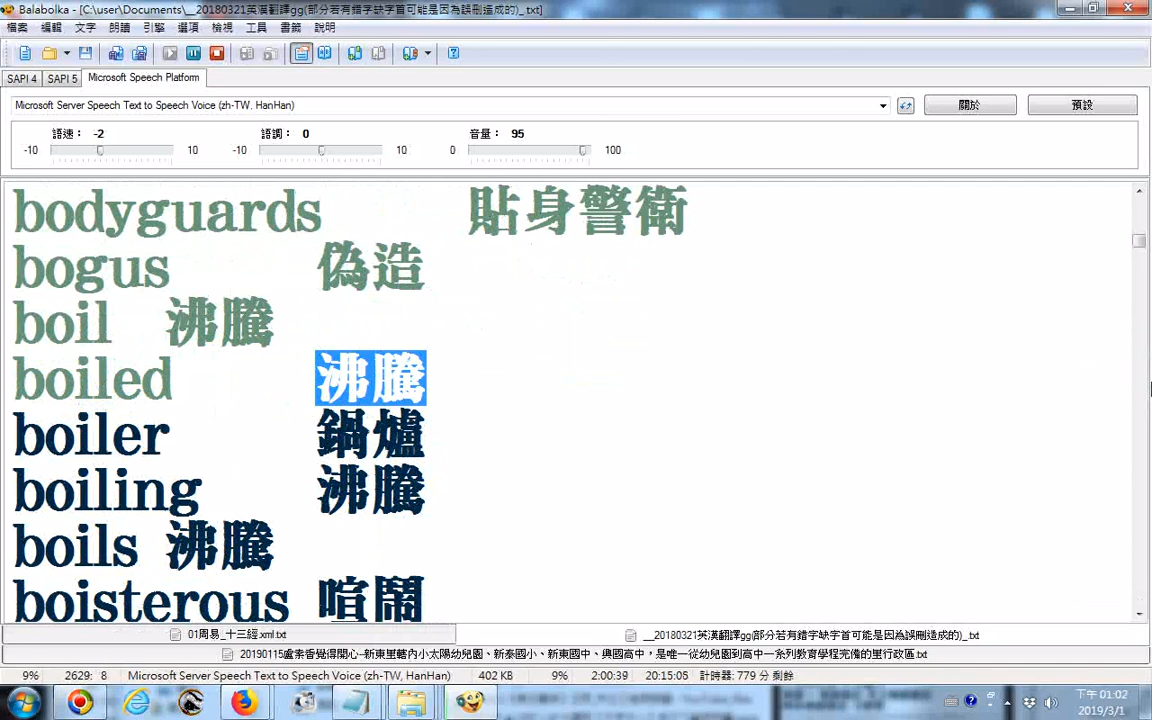 Balabolka - [C:\user\Documents\__20180321英漢翻譯gg(部分若有錯字缺字首可能是因為誤刪造成的)_.txt]
檔案 編輯 文字 朗讀 引擎 選項 檢視 工具 書籤 說明
SAPI 4 SAPI 5 Microsoft Speech Platform
Microsoft Server Speech Text to Speech Voice (zh-TW, HanHan) 關於 預設
語速： -2 語調： 0 音量： 95
-10 10 -10 10 0 100
bodyguards 貼身警衛
bogus 偽造
boil 沸騰
boiled 沸騰
boiler 鍋爐
boiling 沸騰
boils 沸騰
boisterous 喧鬧
01周易_十三經.xml.txt __20180321英漢翻譯gg(部分若有錯字缺字首可能是因為誤刪造成的)_.txt
20190115盧素香覺得開心-新東里轄內小太陽幼兒園、新泰國小、新東國中、興國高中，是唯一從幼兒園到高中一系列教育學程完備的里行政區.txt
9% 2629: 8 Microsoft Server Speech Text to Speech Voice (zh-TW, HanHan) 402 KB 9% 2:00:39 20:15:05 計時器: 779 分 剩餘
下午 01:02
2019/3/1